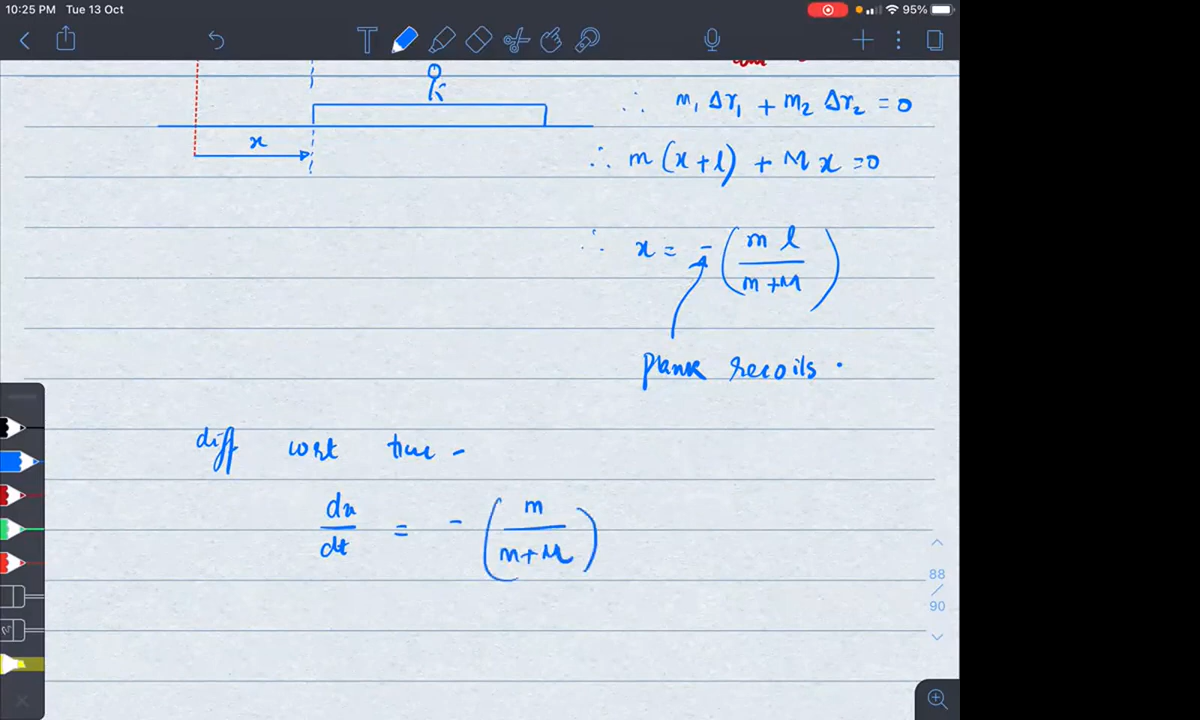 10:25 PM Tue 13 Oct
95%
T
∴ m₁ Δr₁ + m₂ Δr₂ = 0
x
∴ m (x + l) + M x = 0
∴ x = - ( m l / m + M )
plank recoils .
diff wrt time -
dx/dt = - ( m / m + M )
88
/
90